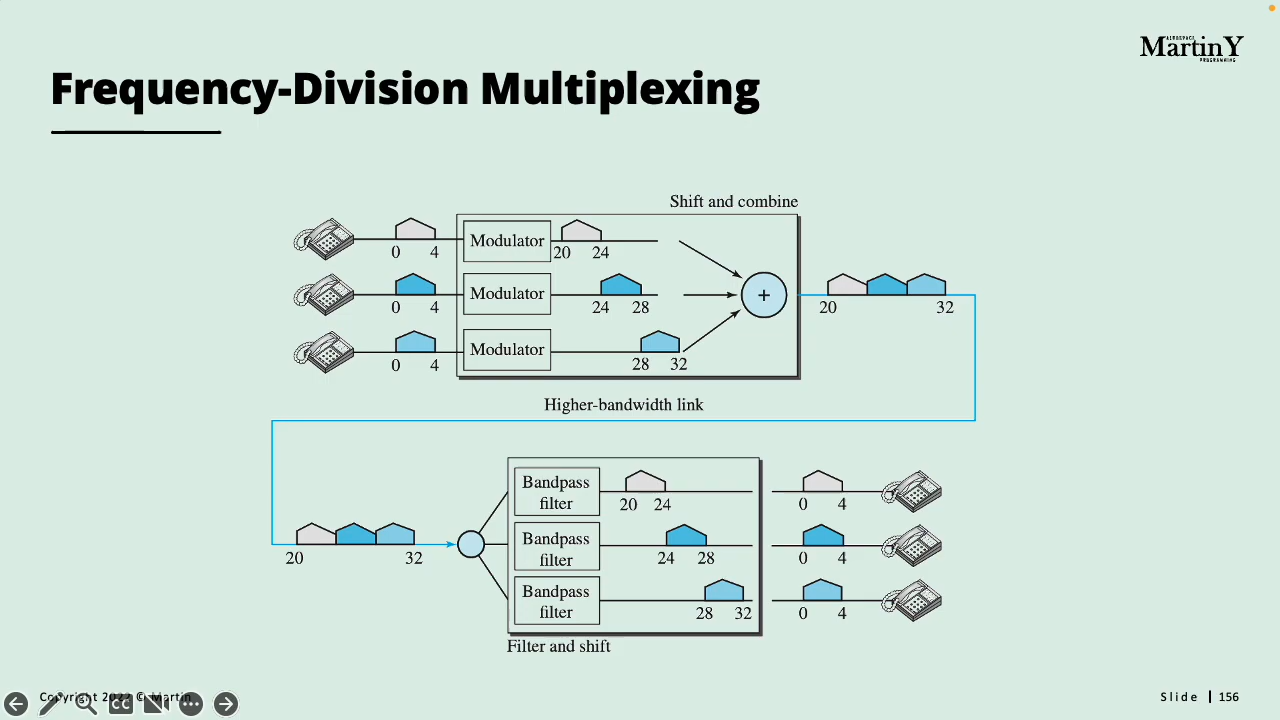 AEROSPACE
MartinY
PROGRAMMING
Frequency-Division Multiplexing
Shift and combine
Modulator
0 4 20 24
Modulator
0 4 24 28
20 32
Modulator
0 4 28 32
Higher-bandwidth link
Bandpass
filter
20 24 0 4
Bandpass
filter
24 28 0 4
20 32
Bandpass
filter
28 32 0 4
Filter and shift
Copyright 2022 © Martin
CC
Slide | 156